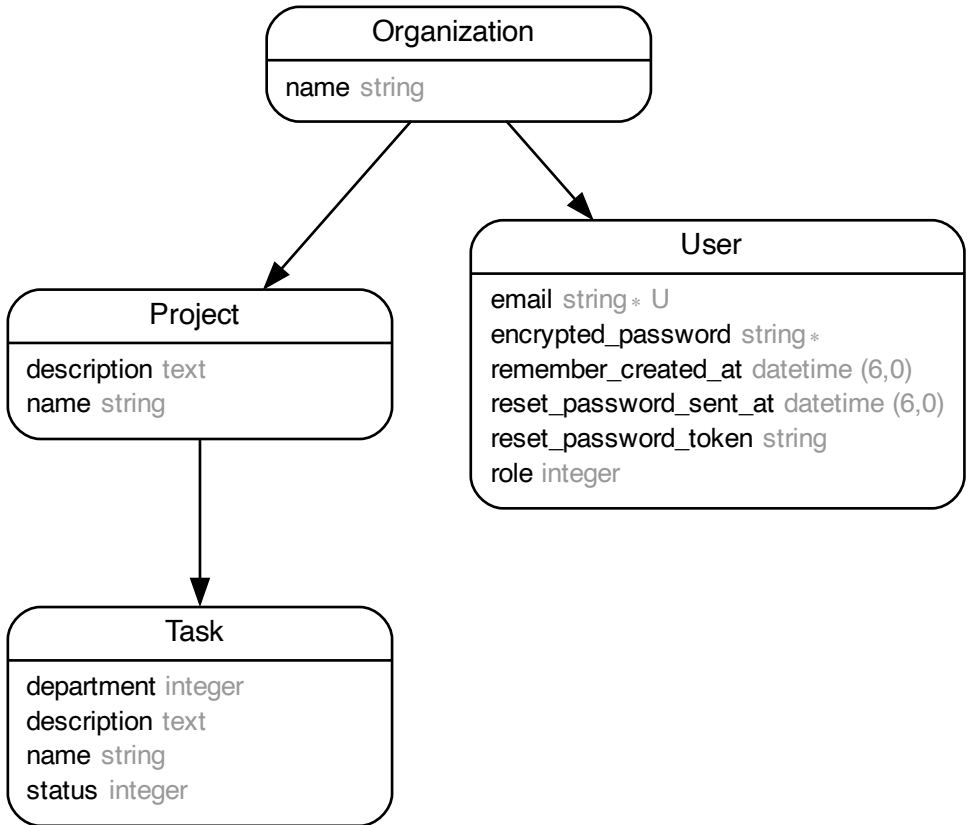 Organization
name string
User
email string∗ U
encrypted_password string∗
remember_created_at datetime (6,0)
reset_password_sent_at datetime (6,0)
reset_password_token string
role integer
Project
description text
name string
Task
department integer
description text
name string
status integer